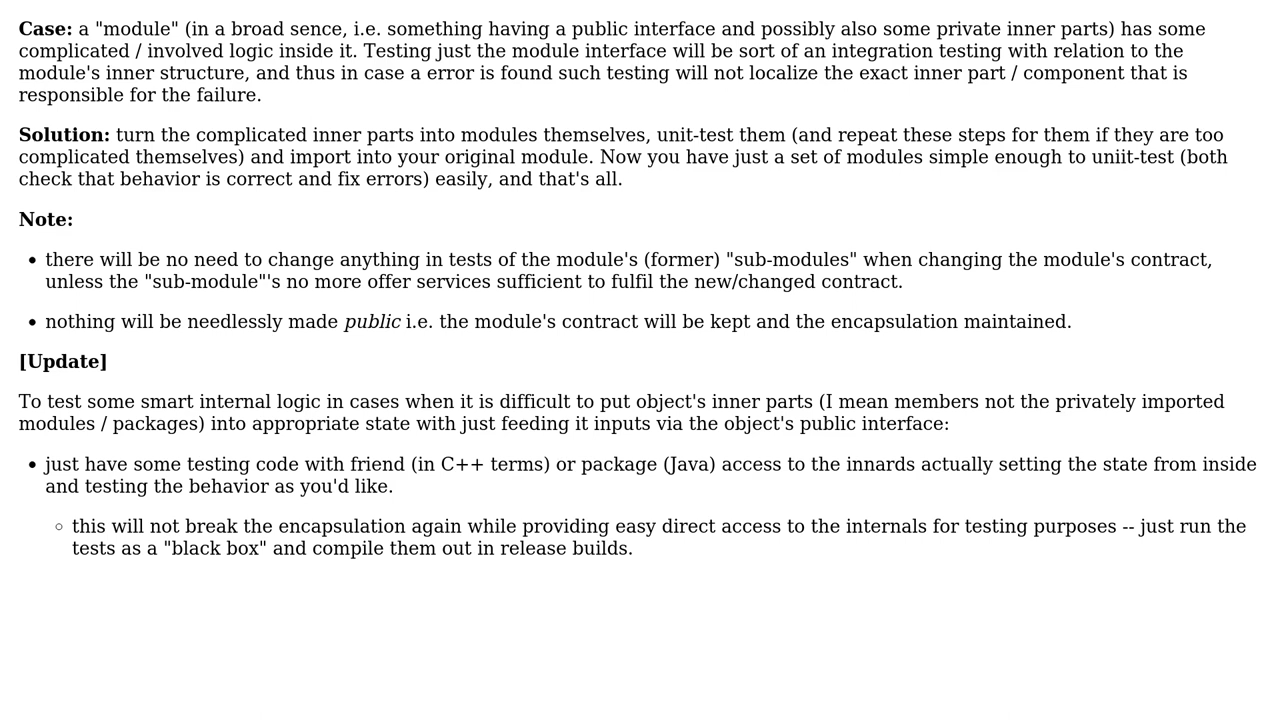 Case: a "module" (in a broad sence, i.e. something having a public interface and possibly also some private inner parts) has some
complicated / involved logic inside it. Testing just the module interface will be sort of an integration testing with relation to the
module's inner structure, and thus in case a error is found such testing will not localize the exact inner part / component that is
responsible for the failure.
Solution: turn the complicated inner parts into modules themselves, unit-test them (and repeat these steps for them if they are too
complicated themselves) and import into your original module. Now you have just a set of modules simple enough to uniit-test (both
check that behavior is correct and fix errors) easily, and that's all.
Note:
• there will be no need to change anything in tests of the module's (former) "sub-modules" when changing the module's contract,
unless the "sub-module"'s no more offer services sufficient to fulfil the new/changed contract.
• nothing will be needlessly made public i.e. the module's contract will be kept and the encapsulation maintained.
[Update]
To test some smart internal logic in cases when it is difficult to put object's inner parts (I mean members not the privately imported
modules / packages) into appropriate state with just feeding it inputs via the object's public interface:
• just have some testing code with friend (in C++ terms) or package (Java) access to the innards actually setting the state from inside
and testing the behavior as you'd like.
◦ this will not break the encapsulation again while providing easy direct access to the internals for testing purposes -- just run the
tests as a "black box" and compile them out in release builds.